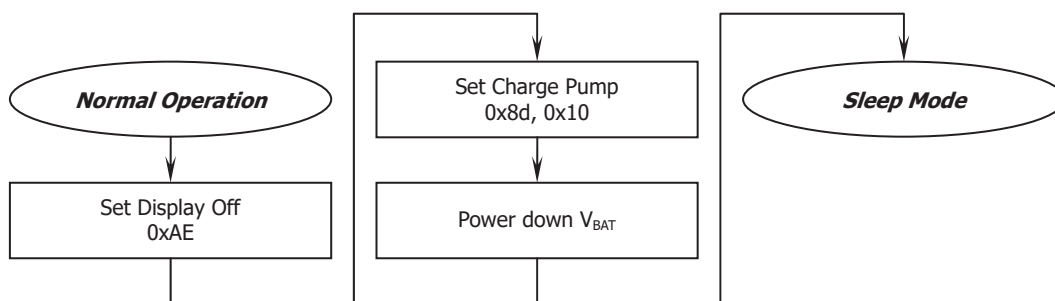 Normal Operation
Set Display Off
0xAE
Set Charge Pump
0x8d, 0x10
Power down VBAT
Sleep Mode